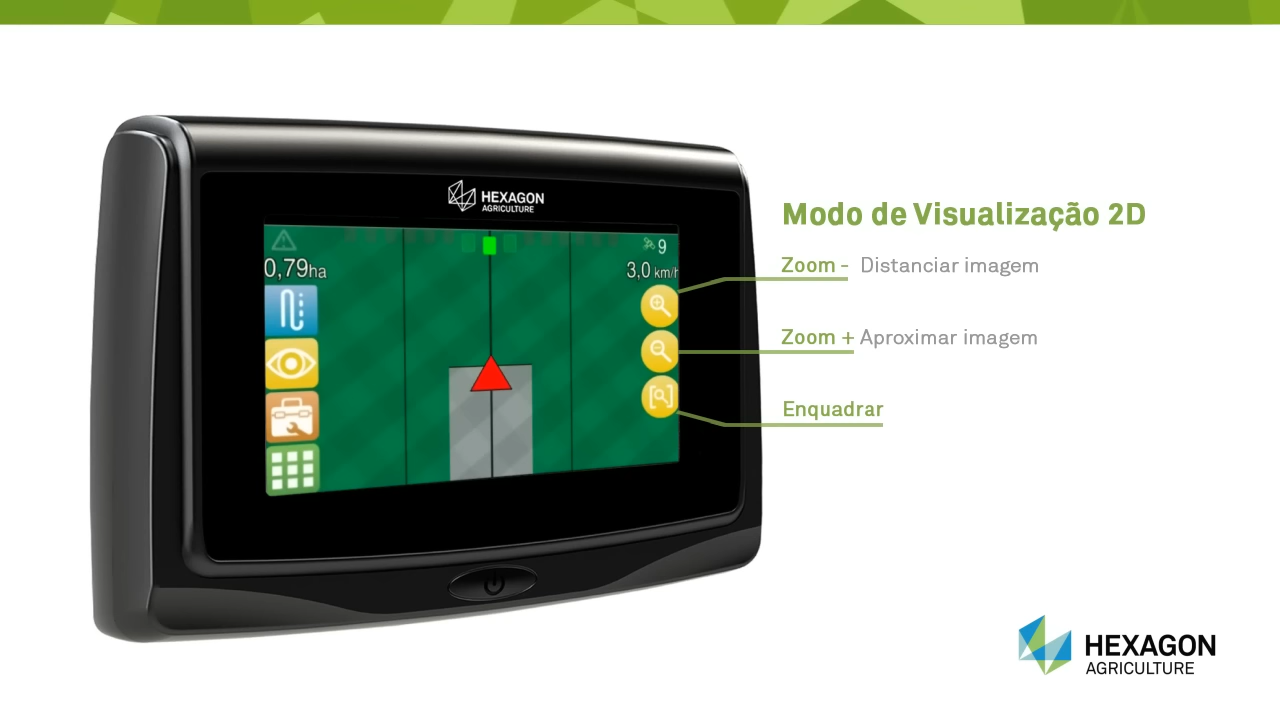 HEXAGON
AGRICULTURE
9
0,79ha
3,0 km/h
Modo de Visualização 2D
Zoom - Distanciar imagem
Zoom + Aproximar imagem
Enquadrar
HEXAGON
AGRICULTURE